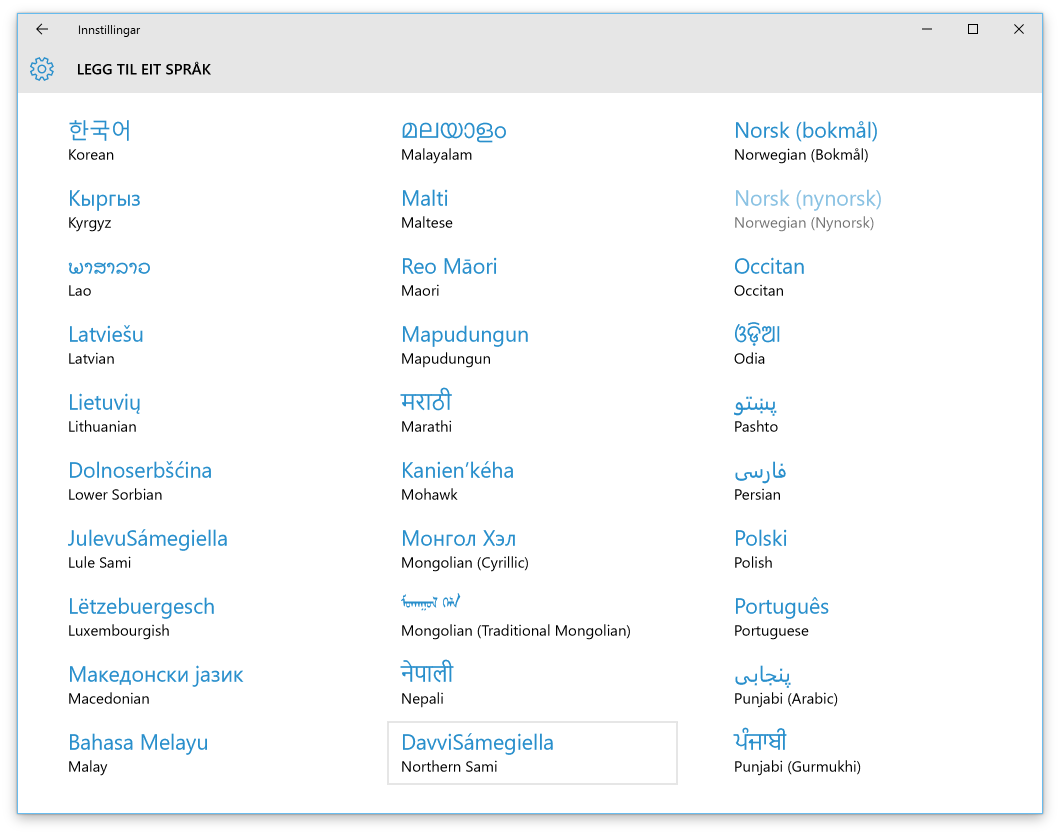 Innstillingar
LEGG TIL EIT SPRÅK
한국어
Korean
Кыргыз
Kyrgyz
ພາສາລາວ
Lao
Latviešu
Latvian
Lietuvių
Lithuanian
Dolnoserbšćina
Lower Sorbian
JulevuSámegiella
Lule Sami
Lëtzebuergesch
Luxembourgish
Македонски јазик
Macedonian
Bahasa Melayu
Malay
മലയാളം
Malayalam
Malti
Maltese
Reo Māori
Maori
Mapudungun
Mapudungun
मराठी
Marathi
Kanien’kéha
Mohawk
Монгол Хэл
Mongolian (Cyrillic)
ᠮᠣᠩᠭᠣᠯ ᠬᠡᠯᠡ
Mongolian (Traditional Mongolian)
नेपाली
Nepali
DavviSámegiella
Northern Sami
Norsk (bokmål)
Norwegian (Bokmål)
Norsk (nynorsk)
Norwegian (Nynorsk)
Occitan
Occitan
ଓଡ଼ିଆ
Odia
پښتو
Pashto
فارسی
Persian
Polski
Polish
Português
Portuguese
پنجابی
Punjabi (Arabic)
ਪੰਜਾਬੀ
Punjabi (Gurmukhi)